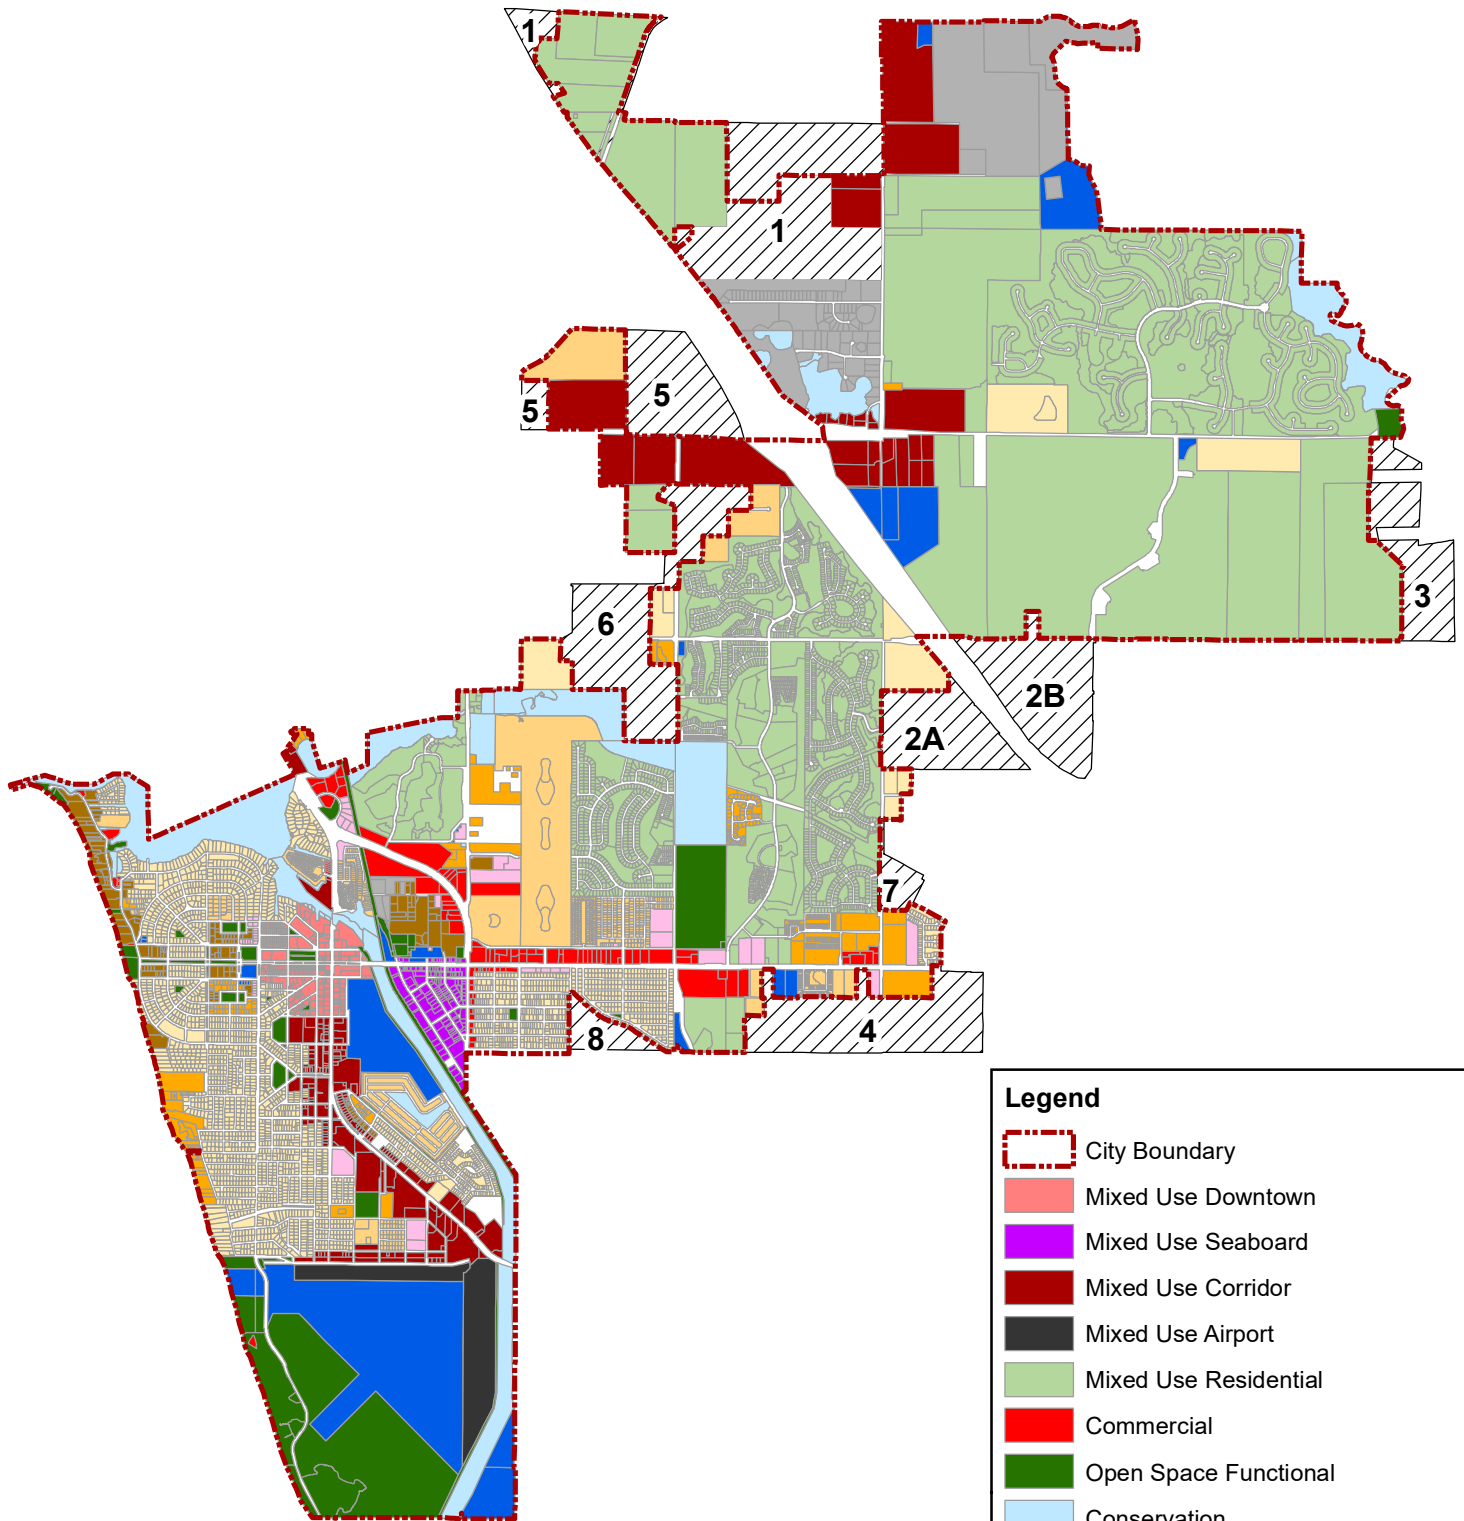 1
1
5
5
3
6
2B
2A
7
4
8
Legend
City Boundary
Mixed Use Downtown
Mixed Use Seaboard
Mixed Use Corridor
Mixed Use Airport
Mixed Use Residential
Commercial
Open Space Functional
Conservation